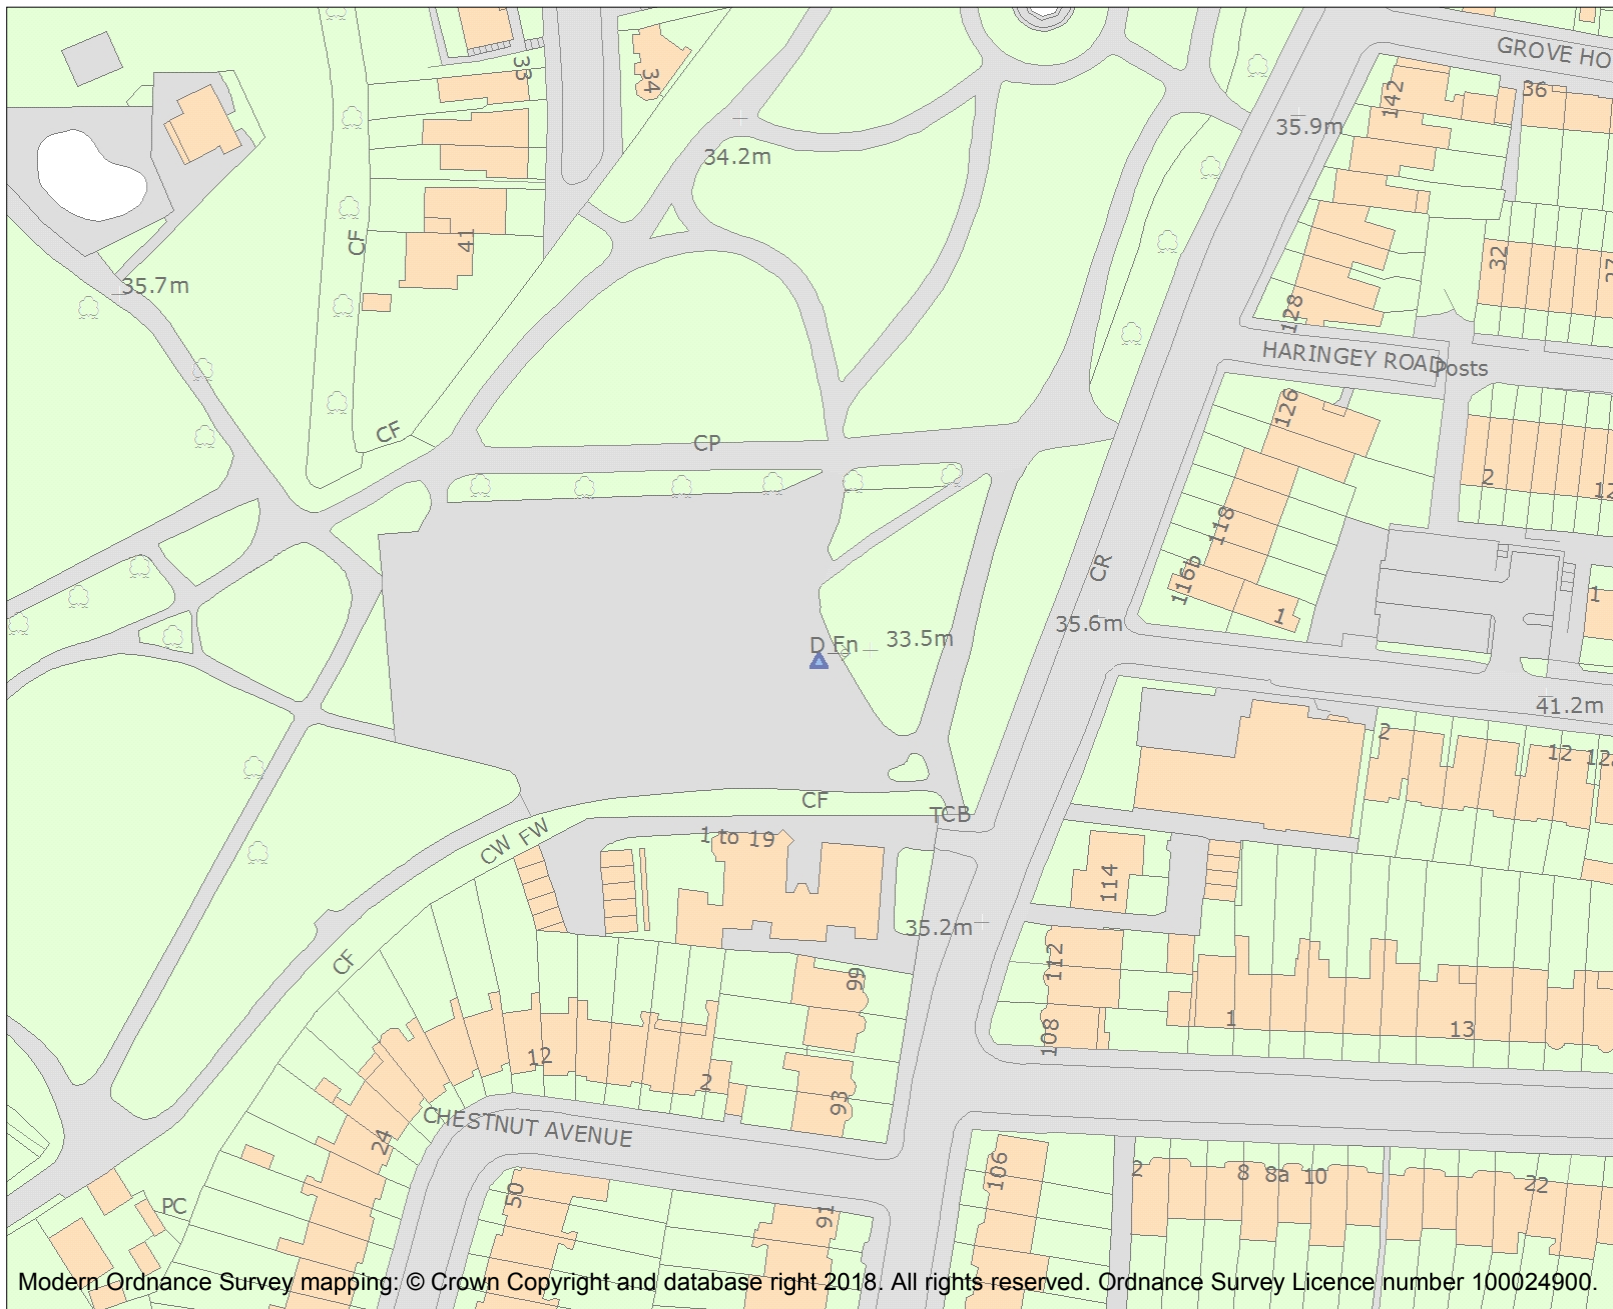 GROVE HO
33
34
142
36
35.9m
34.2m
CF
41
32
35.7m
128
HARINGEY ROAD
Posts
126
CF
CP
2
12
118
CR
116b
1
1
35.6m
D Fn
33.5m
41.2m
2
12
12
CF
TCB
CW FW
1 to 19
114
35.2m
CF
112
99
1
13
108
12
2
93
CHESTNUT AVENUE
24
106
2
8
8a
10
22
50
PC
91
Modern Ordnance Survey mapping: © Crown Copyright and database right 2018. All rights reserved. Ordnance Survey Licence number 100024900.